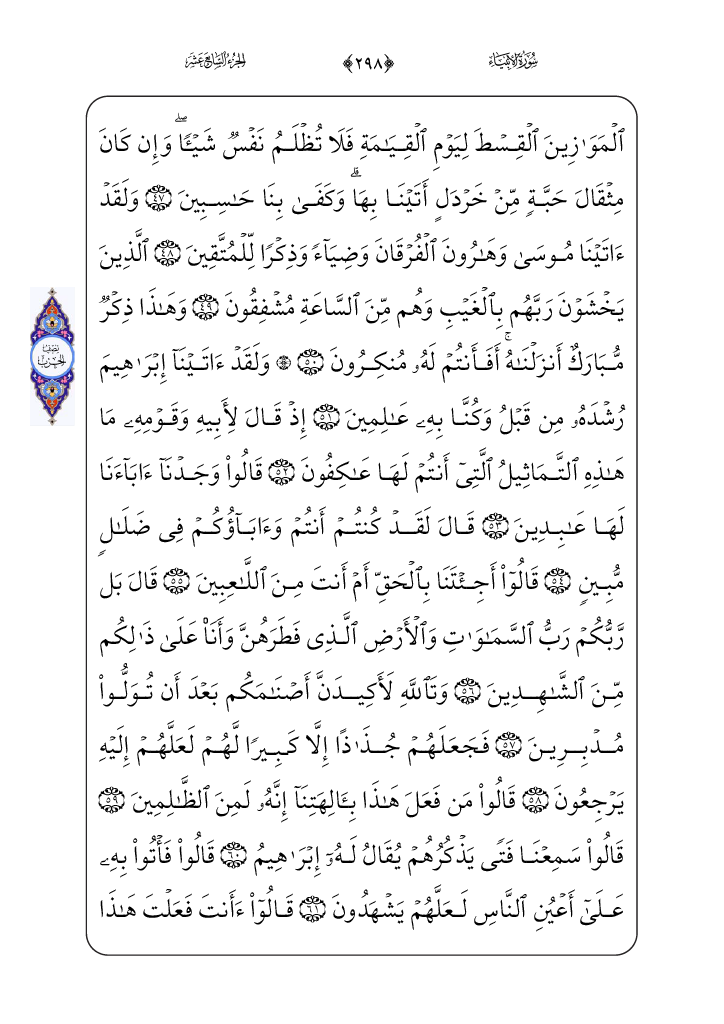 سُورَةُ الأَنبِيَاءِ
﴿٢٩٨﴾
الجُزءُ السَّابِعَ عَشَرَ
ٱلۡمَوَٰزِينَ ٱلۡقِسۡطَ لِيَوۡمِ ٱلۡقِيَٰمَةِ فَلَا تُظۡلَمُ نَفۡسٞ شَيۡـٔٗاۖ وَإِن كَانَ
مِثۡقَالَ حَبَّةٖ مِّنۡ خَرۡدَلٍ أَتَيۡنَا بِهَاۗ وَكَفَىٰ بِنَا حَٰسِبِينَ ٤٧ وَلَقَدۡ
ءَاتَيۡنَا مُوسَىٰ وَهَٰرُونَ ٱلۡفُرۡقَانَ وَضِيَآءٗ وَذِكۡرٗا لِّلۡمُتَّقِينَ ٤٨ ٱلَّذِينَ
يَخۡشَوۡنَ رَبَّهُم بِٱلۡغَيۡبِ وَهُم مِّنَ ٱلسَّاعَةِ مُشۡفِقُونَ ٤٩ وَهَٰذَا ذِكۡرٞ
نِصْفُ
الحِزْبِ
مُّبَارَكٌ أَنزَلۡنَٰهُۚ أَفَأَنتُمۡ لَهُۥ مُنكِرُونَ ٥٠ ۞ وَلَقَدۡ ءَاتَيۡنَآ إِبۡرَٰهِيمَ
رُشۡدَهُۥ مِن قَبۡلُ وَكُنَّا بِهِۦ عَٰلِمِينَ ٥١ إِذۡ قَالَ لِأَبِيهِ وَقَوۡمِهِۦ مَا
هَٰذِهِ ٱلتَّمَاثِيلُ ٱلَّتِيٓ أَنتُمۡ لَهَا عَٰكِفُونَ ٥٢ قَالُواْ وَجَدۡنَآ ءَابَآءَنَا
لَهَا عَٰبِدِينَ ٥٣ قَالَ لَقَدۡ كُنتُمۡ أَنتُمۡ وَءَابَآؤُكُمۡ فِي ضَلَٰلٖ
مُّبِينٖ ٥٤ قَالُوٓاْ أَجِئۡتَنَا بِٱلۡحَقِّ أَمۡ أَنتَ مِنَ ٱللَّٰعِبِينَ ٥٥ قَالَ بَل
رَّبُّكُمۡ رَبُّ ٱلسَّمَٰوَٰتِ وَٱلۡأَرۡضِ ٱلَّذِي فَطَرَهُنَّ وَأَنَا۠ عَلَىٰ ذَٰلِكُم
مِّنَ ٱلشَّٰهِدِينَ ٥٦ وَتَٱللَّهِ لَأَكِيدَنَّ أَصۡنَٰمَكُم بَعۡدَ أَن تُوَلُّواْ
مُدۡبِرِينَ ٥٧ فَجَعَلَهُمۡ جُذَٰذًا إِلَّا كَبِيرٗا لَّهُمۡ لَعَلَّهُمۡ إِلَيۡهِ
يَرۡجِعُونَ ٥٨ قَالُواْ مَن فَعَلَ هَٰذَا بِـَٔالِهَتِنَآ إِنَّهُۥ لَمِنَ ٱلظَّٰلِمِينَ ٥٩
قَالُواْ سَمِعۡنَا فَتٗى يَذۡكُرُهُمۡ يُقَالُ لَهُۥٓ إِبۡرَٰهِيمُ ٦٠ قَالُواْ فَأۡتُواْ بِهِۦ
عَلَىٰٓ أَعۡيُنِ ٱلنَّاسِ لَعَلَّهُمۡ يَشۡهَدُونَ ٦١ قَالُوٓاْ ءَأَنتَ فَعَلۡتَ هَٰذَا